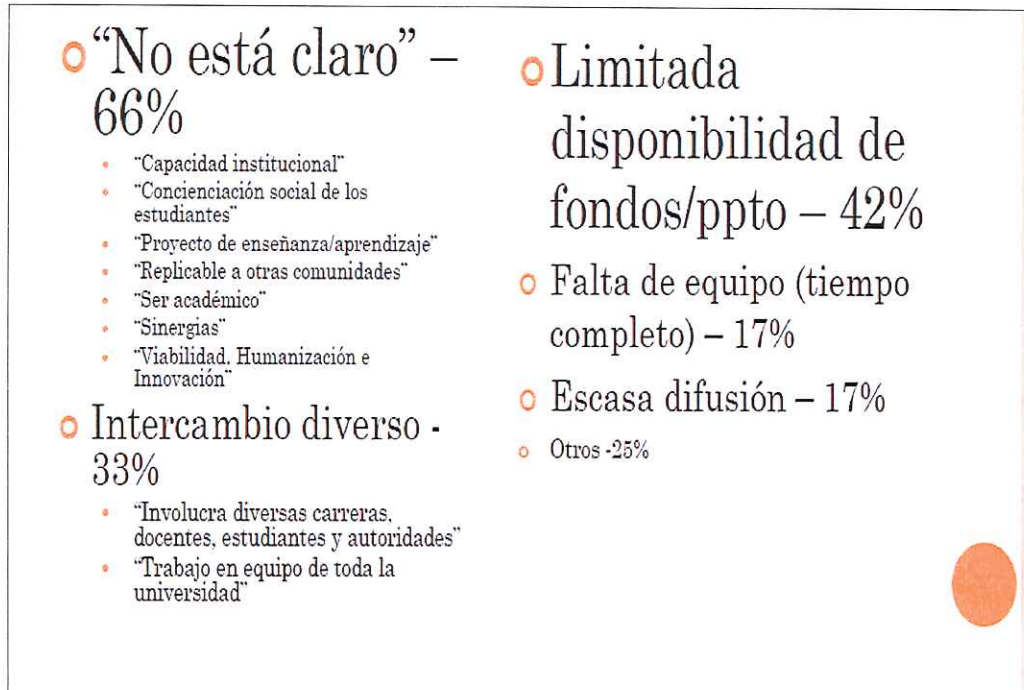 “No está claro” –
66%
“Capacidad institucional”
“Concienciación social de los
estudiantes”
“Proyecto de enseñanza/aprendizaje”
“Replicable a otras comunidades”
“Ser académico”
“Sinergias”
“Viabilidad, Humanización e
Innovación”
Intercambio diverso -
33%
“Involucra diversas carreras,
docentes, estudiantes y autoridades”
“Trabajo en equipo de toda la
universidad”
Limitada
disponibilidad de
fondos/ppto – 42%
Falta de equipo (tiempo
completo) – 17%
Escasa difusión – 17%
Otros -25%